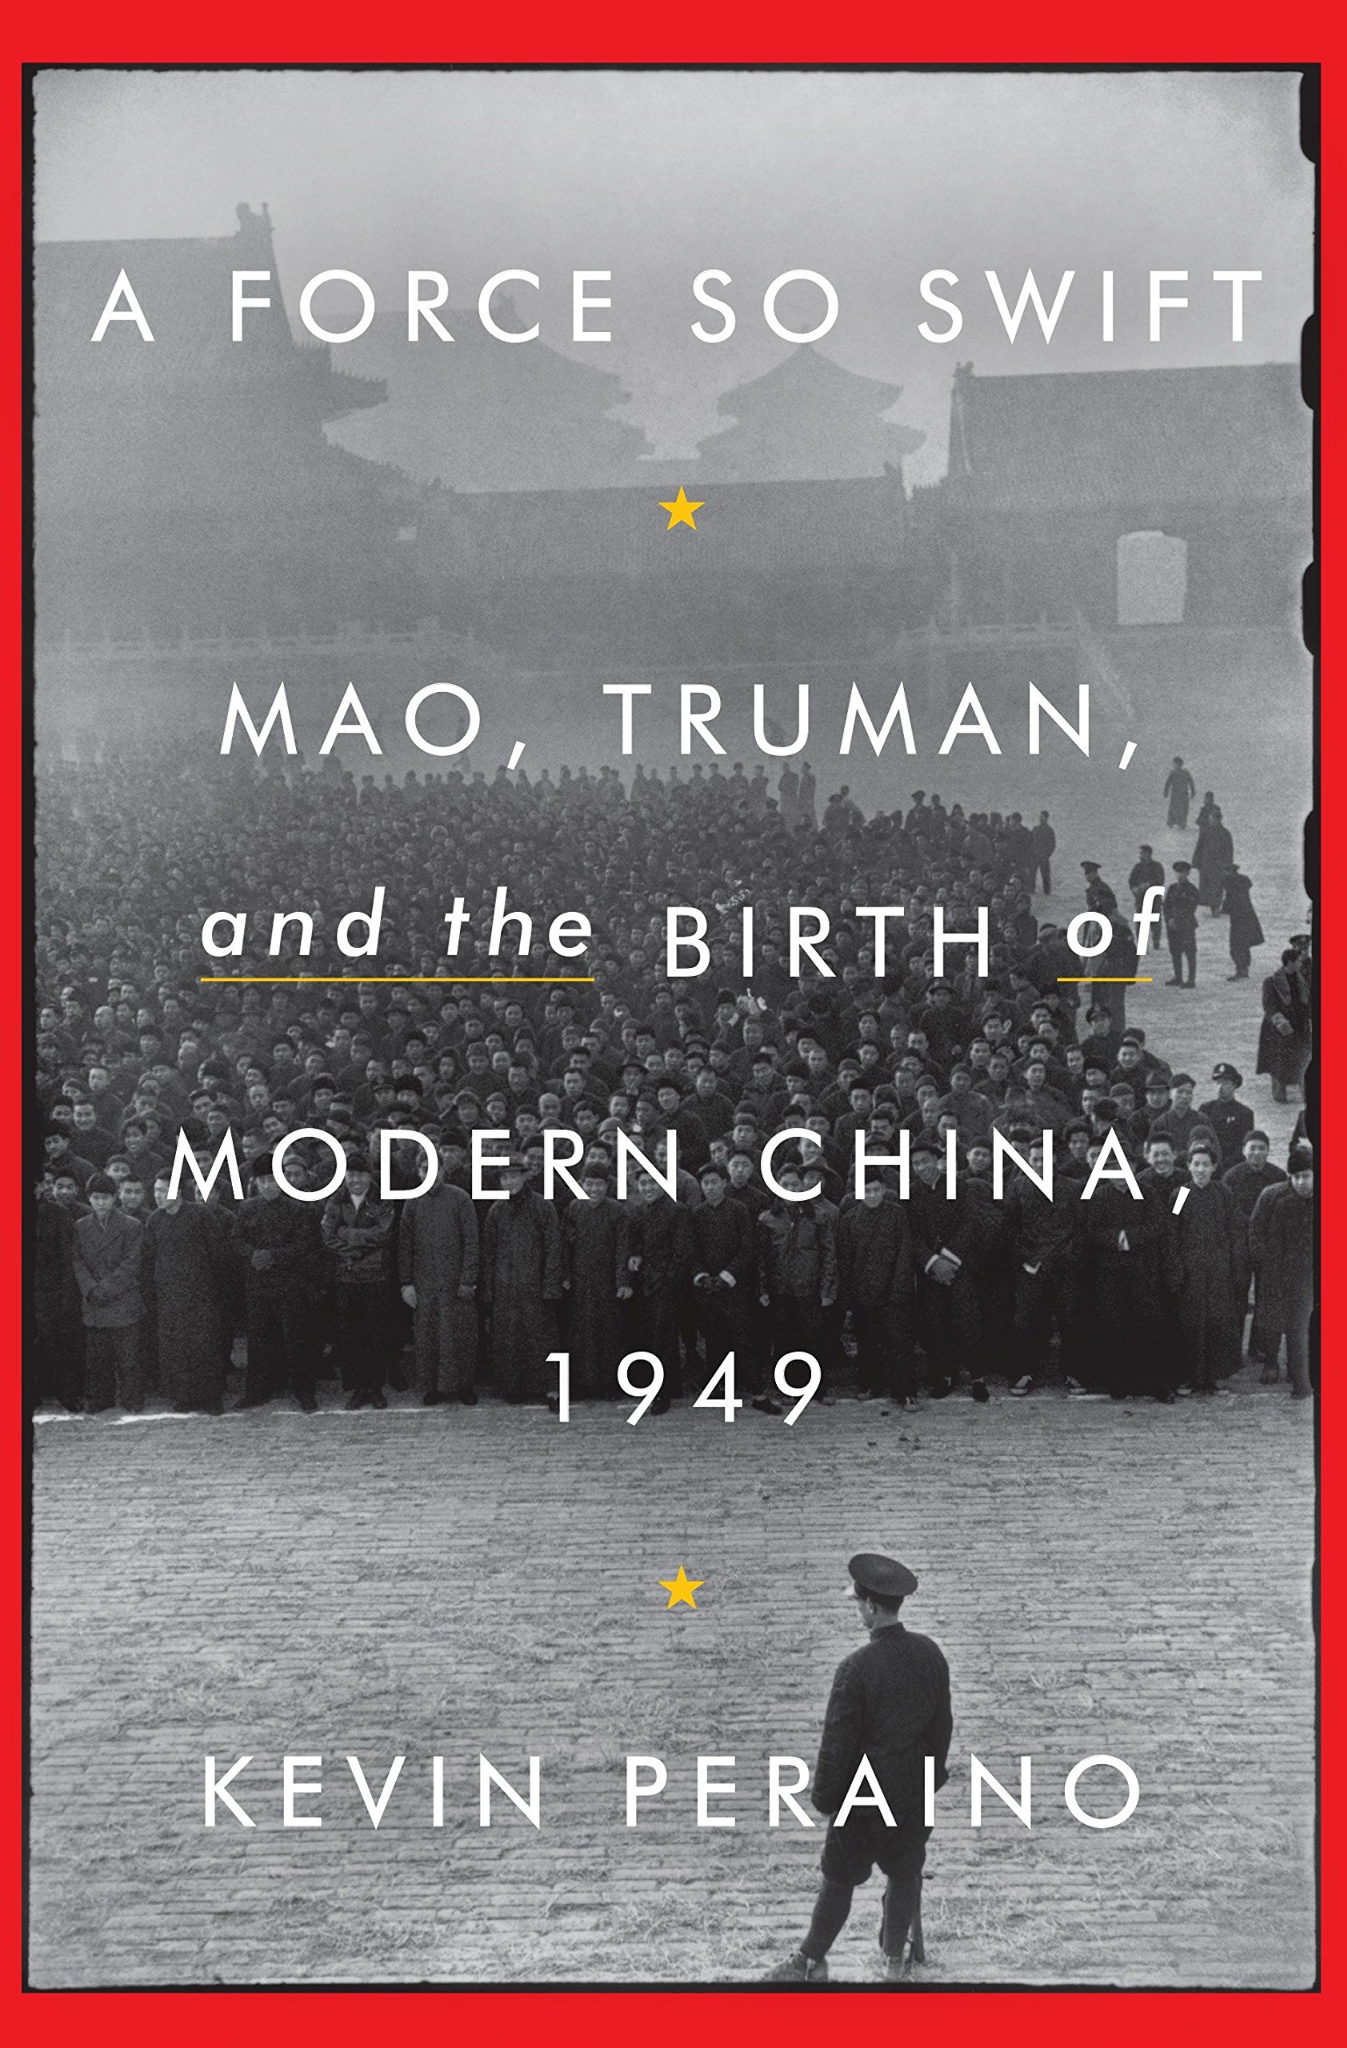 A FORCE SO SWIFT
MAO, TRUMAN,
and the BIRTH of
MODERN CHINA,
1949
KEVIN PERAINO